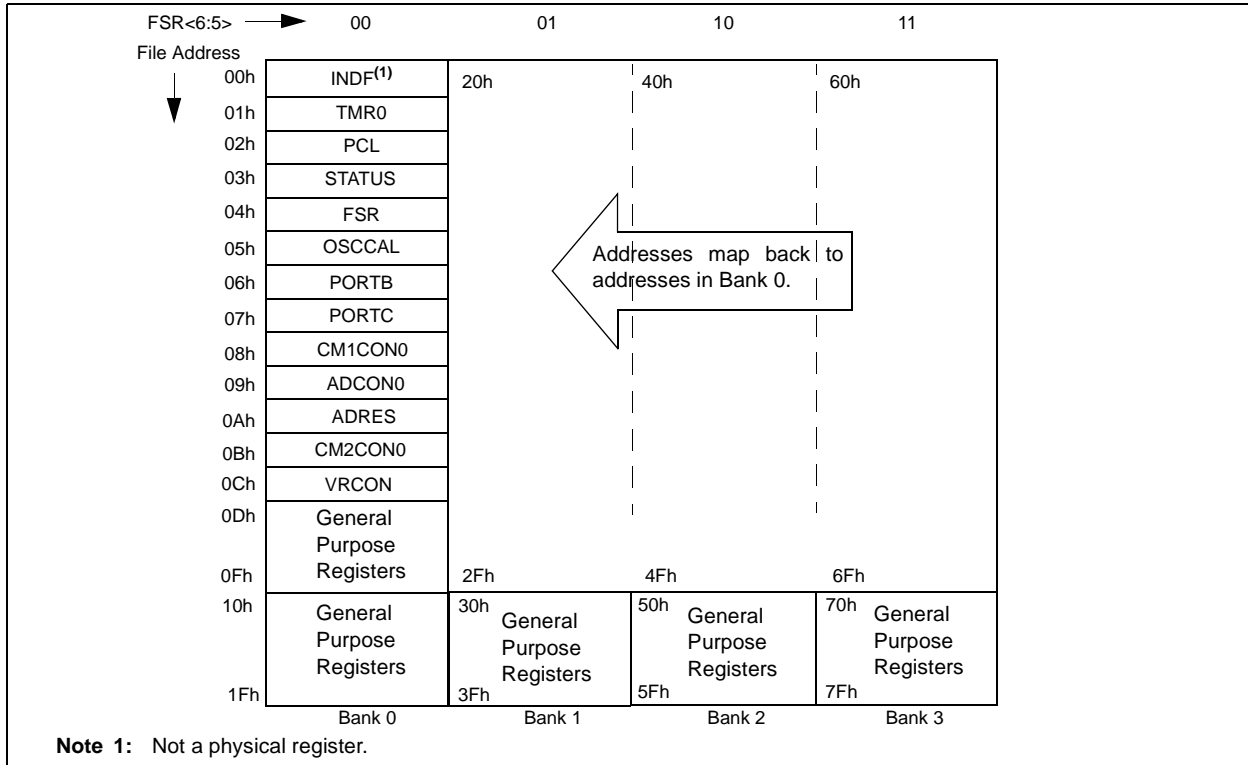 FSR<6:5> 00 01 10 11
File Address
00h INDF(1) 20h 40h 60h
01h TMR0
02h PCL
03h STATUS
04h FSR
05h OSCCAL
06h PORTB
07h PORTC
08h CM1CON0
09h ADCON0
0Ah ADRES
0Bh CM2CON0
0Ch VRCON
Addresses map back to
addresses in Bank 0.
0Dh General
Purpose
0Fh Registers 2Fh 4Fh 6Fh
10h General 30h General 50h General 70h General
Purpose Purpose Purpose Purpose
Registers Registers Registers Registers
1Fh 3Fh 5Fh 7Fh
Bank 0 Bank 1 Bank 2 Bank 3
Note 1: Not a physical register.